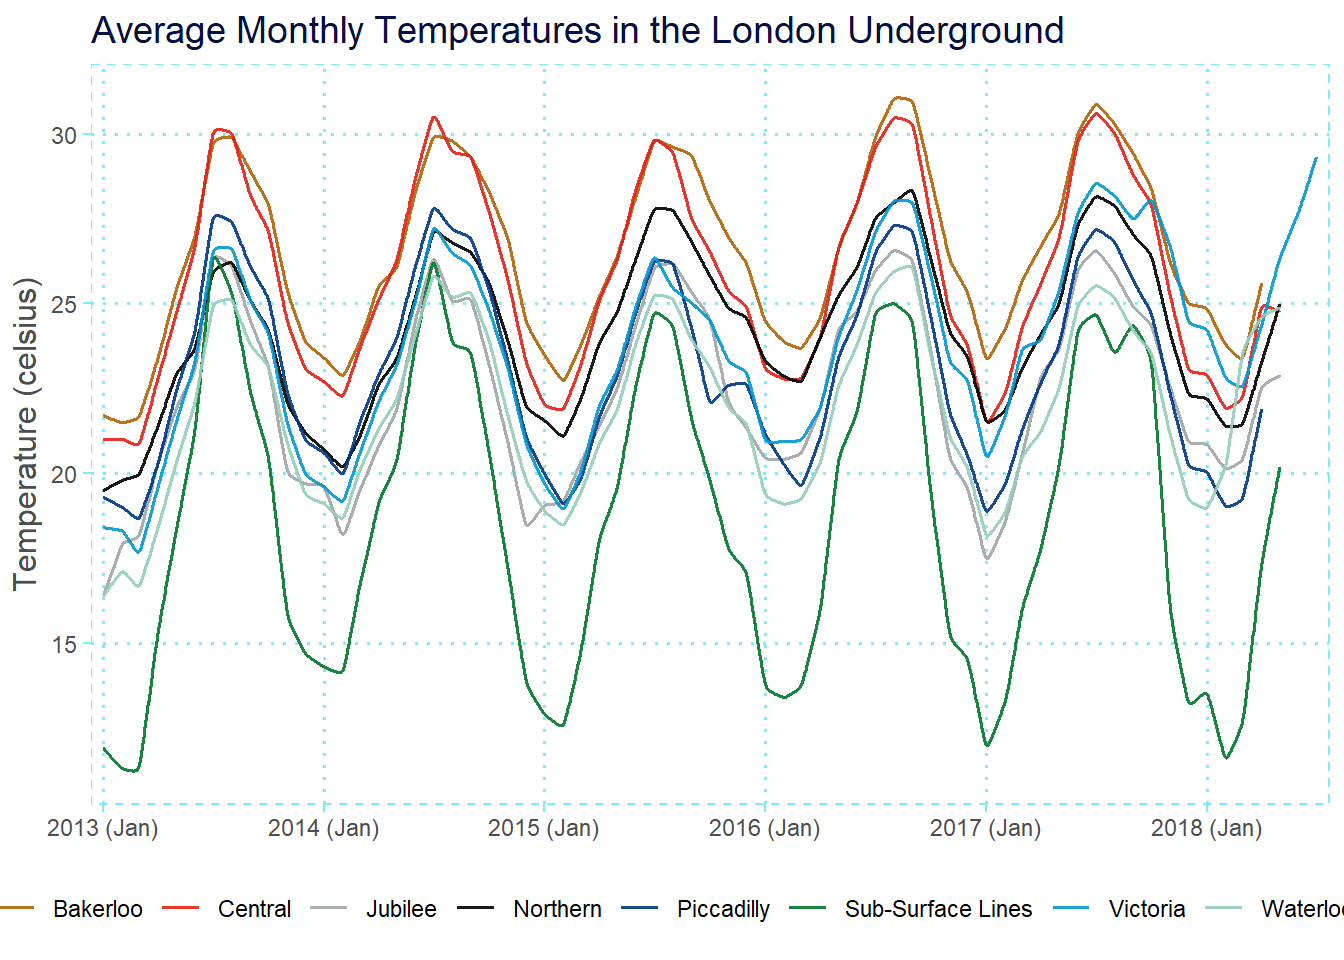 Average Monthly Temperatures in the London Underground
Temperature (celsius)
30
25
20
15
2013 (Jan) 2014 (Jan) 2015 (Jan) 2016 (Jan) 2017 (Jan) 2018 (Jan)
Bakerloo Central Jubilee Northern Piccadilly Sub-Surface Lines Victoria